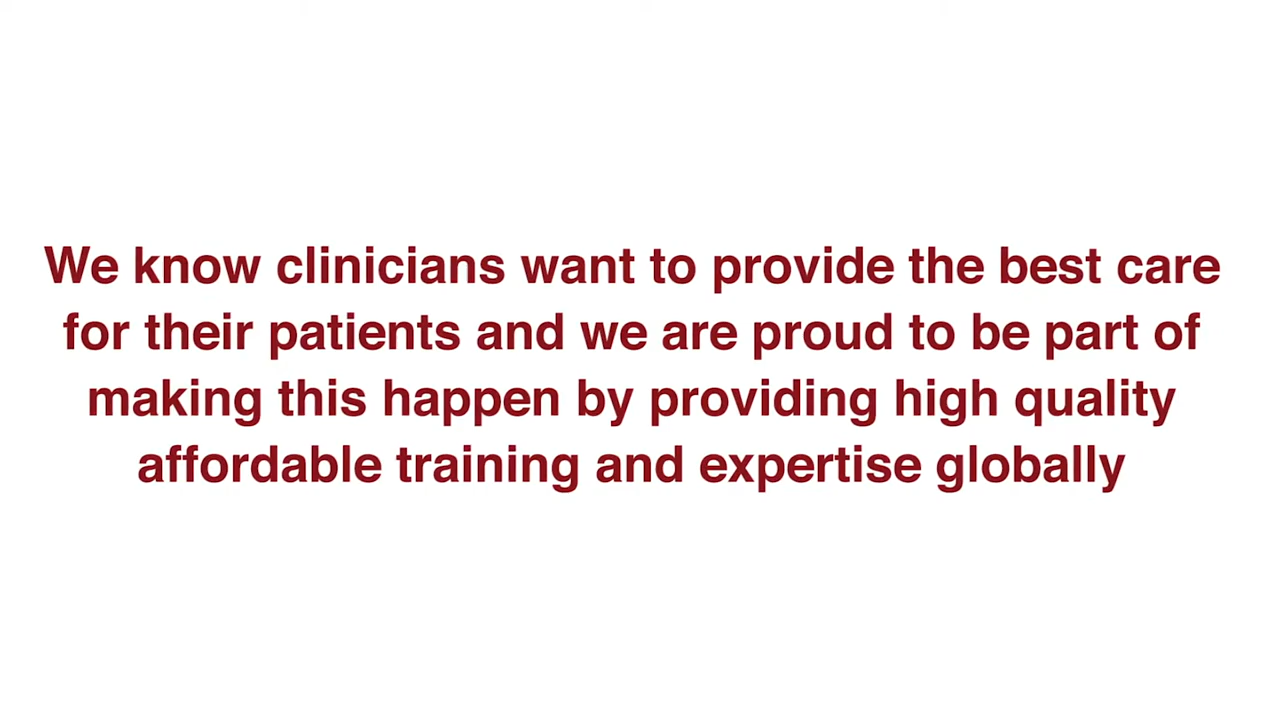 We know clinicians want to provide the best care
for their patients and we are proud to be part of
making this happen by providing high quality
affordable training and expertise globally